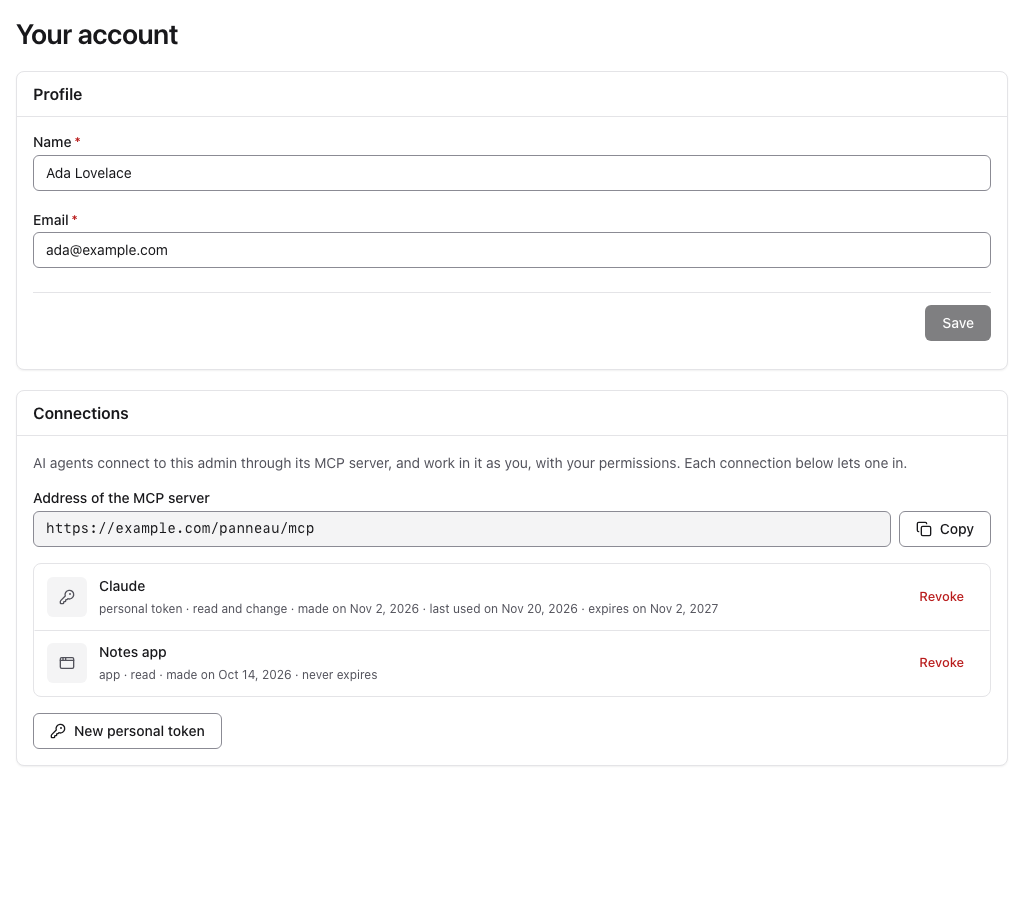 Your account
Profile
Name *
Ada Lovelace
Email *
ada@example.com
Save
Connections
AI agents connect to this admin through its MCP server, and work in it as you, with your permissions. Each connection below lets one in.
Address of the MCP server
https://example.com/panneau/mcp
Copy
Claude
personal token · read and change · made on Nov 2, 2026 · last used on Nov 20, 2026 · expires on Nov 2, 2027
Revoke
Notes app
app · read · made on Oct 14, 2026 · never expires
Revoke
New personal token